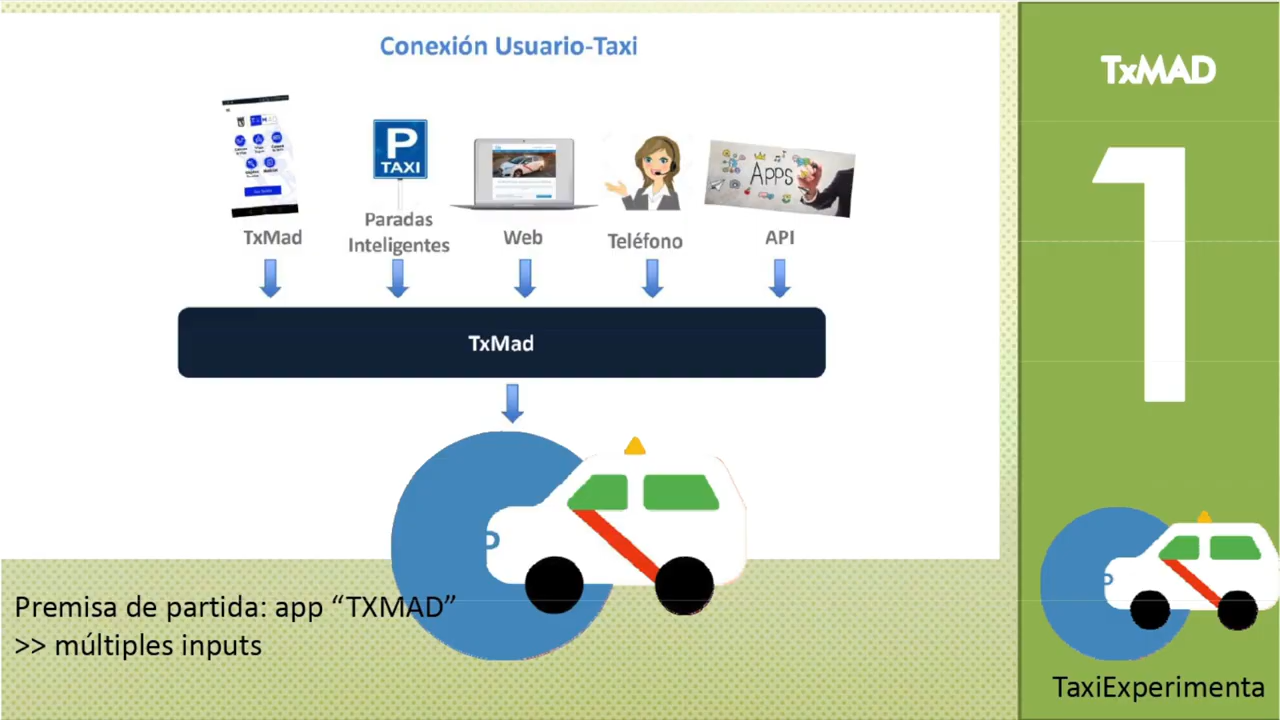 Conexión Usuario-Taxi
TxMAD
1
P
TAXI
APPS
TxMad
Paradas
Inteligentes
Web
Teléfono
API
TxMad
P
P
Premisa de partida: app “TXMAD”
>> múltiples inputs
TaxiExperimenta